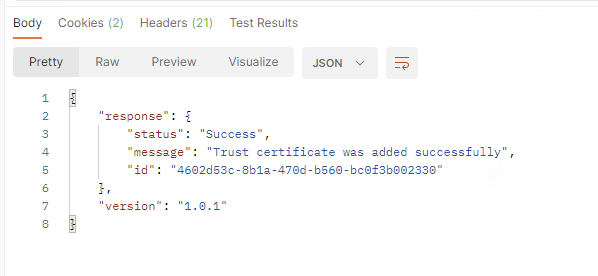 Body Cookies (2) Headers (21) Test Results
Pretty Raw Preview Visualize JSON
1 {
2 "response": {
3 "status": "Success",
4 "message": "Trust certificate was added successfully",
5 "id": "4602d53c-8b1a-470d-b560-bc0f3b002330"
6 },
7 "version": "1.0.1"
8 }